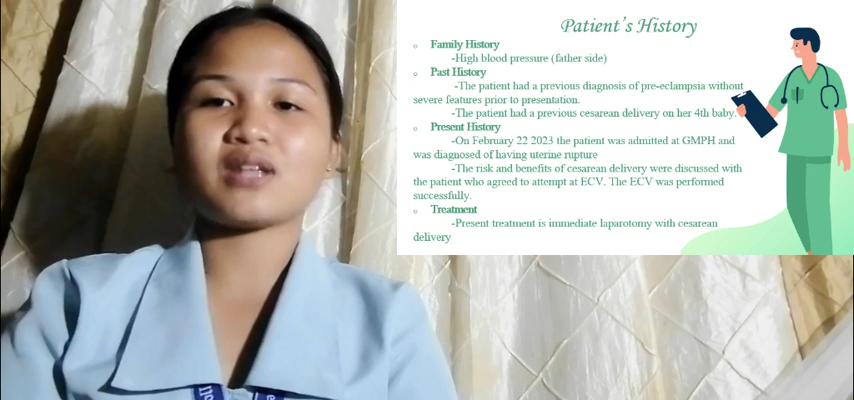 Patient's History
Family History
-High blood pressure (father side)
Past History
-The patient had a previous diagnosis of pre-eclampsia without
severe features prior to presentation.
-The patient had a previous cesarean delivery on her 4th baby.
Present History
-On February 22 2023 the patient was admitted at GMPH and
was diagnosed of having uterine rupture
-The risk and benefits of cesarean delivery were discussed with
the patient who agreed to attempt at ECV. The ECV was performed
successfully.
Treatment
-Present treatment is immediate laparotomy with cesarean
delivery